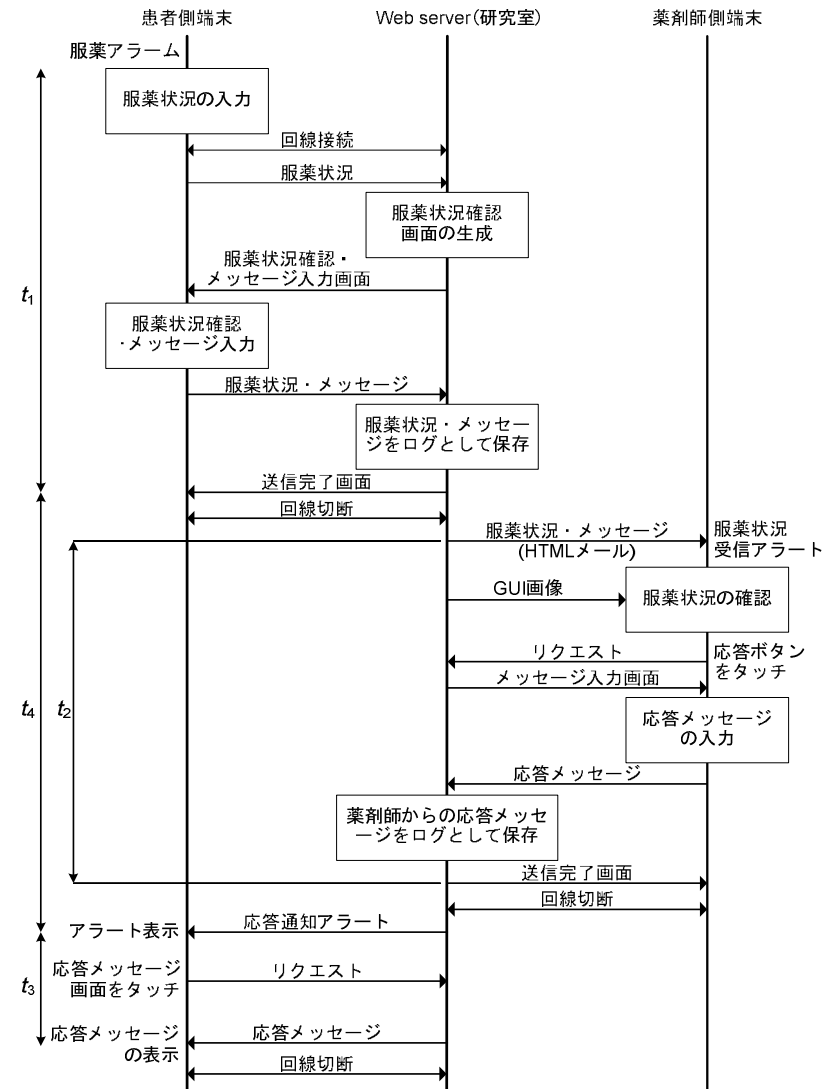 患者側端末
Web server(研究室)
薬剤師側端末
服薬アラーム
服薬状況の入力
回線接続
服薬状況
服薬状況確認
画面の生成
服薬状況確認・
メッセージ入力画面
t1
服薬状況確認
・メッセージ入力
服薬状況・メッセージ
服薬状況・メッセー
ジをログとして保存
送信完了画面
回線切断
服薬状況・メッセージ
(HTMLメール)
服薬状況
受信アラート
GUI画像
服薬状況の確認
リクエスト
応答ボタン
をタッチ
メッセージ入力画面
t4
t2
応答メッセージ
の入力
応答メッセージ
薬剤師からの応答メッセ
ージをログとして保存
送信完了画面
回線切断
アラート表示
応答通知アラート
t3
応答メッセージ
画面をタッチ
リクエスト
応答メッセージ
の表示
応答メッセージ
回線切断